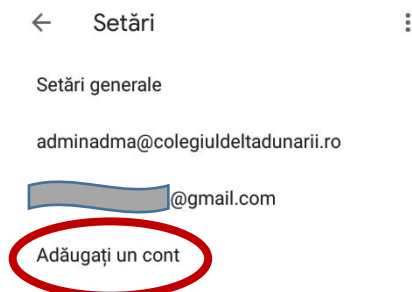 Setări
Setări generale
adminadma@colegiuldeltadunarii.ro
@gmail.com
Adăugați un cont